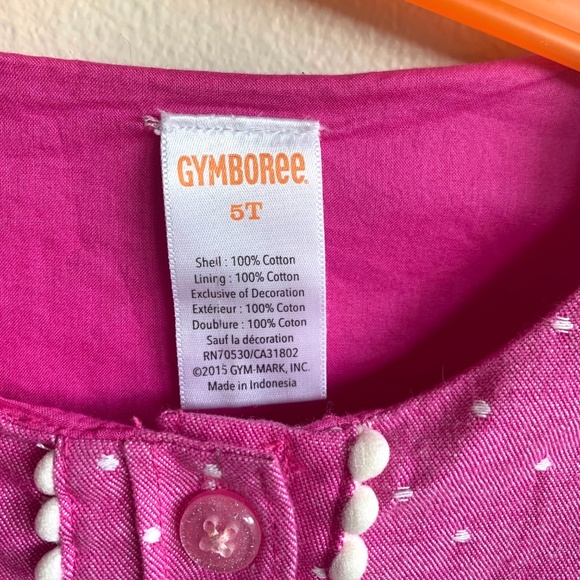 GYMBOREE
5T
Shell : 100% Cotton
Lining : 100% Cotton
Exclusive of Decoration
Extérieur : 100% Coton
Doublure : 100% Coton
Sauf la décoration
RN70530/CA31802
©2015 GYM-MARK, INC.
Made in Indonesia